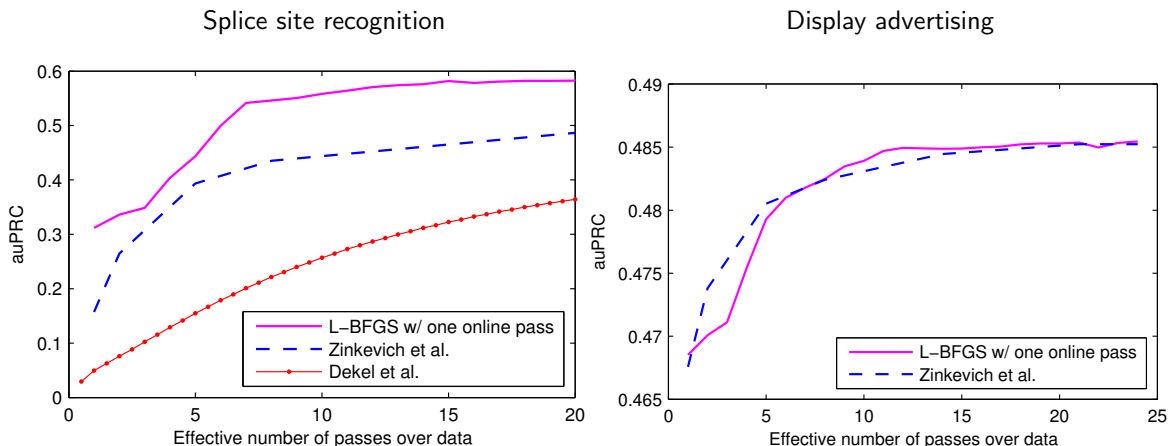 Splice site recognition
0.6
0.5
0.4
0.3
0.2
0.1
0
auPRC
L−BFGS w/ one online pass
Zinkevich et al.
Dekel et al.
0 5 10 15 20
Effective number of passes over data
Display advertising
0.49
0.485
0.48
0.475
0.47
0.465
auPRC
L−BFGS w/ one online pass
Zinkevich et al.
0 5 10 15 20 25
Effective number of passes over data